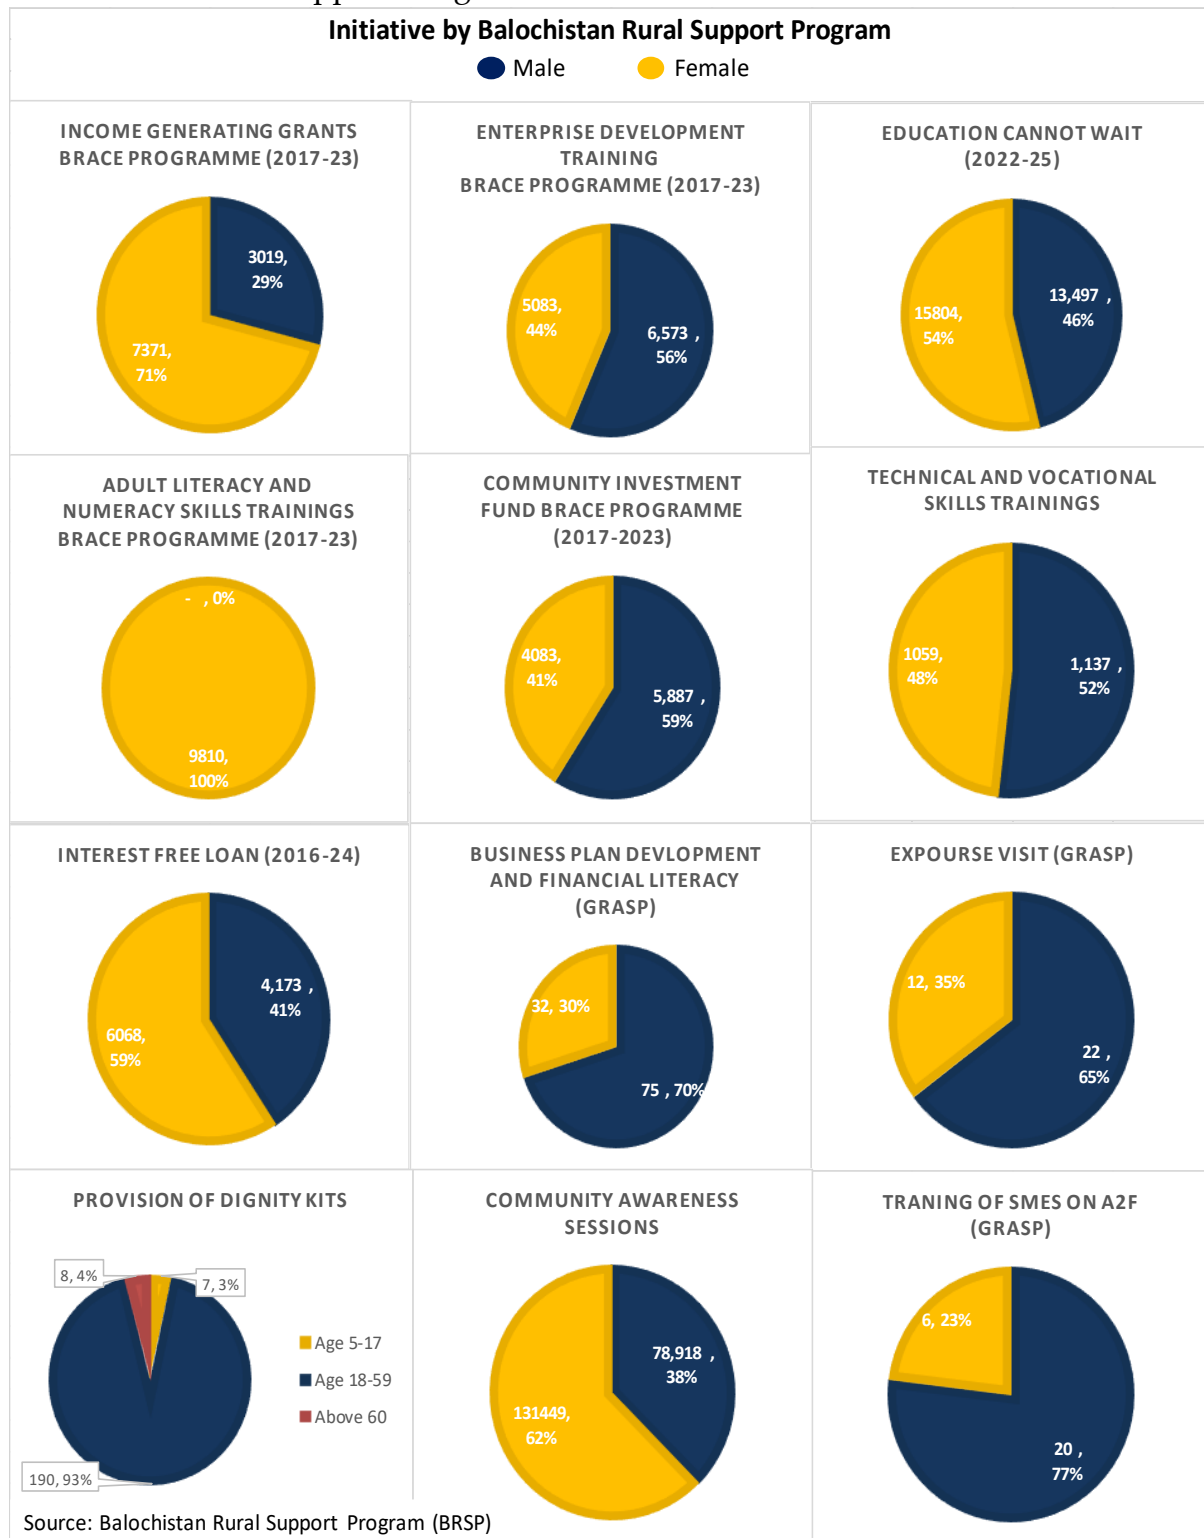 Initiative by Balochistan Rural Support Program
Male
Female
INCOME GENERATING GRANTS
BRACE PROGRAMME (2017-23)
3019,
29%
7371,
71%
ENTERPRISE DEVELOPMENT
TRAINING
BRACE PROGRAMME (2017-23)
5083,
44%
6,573 ,
56%
EDUCATION CANNOT WAIT
(2022-25)
13,497 ,
46%
15804,
54%
ADULT LITERACY AND
NUMERACY SKILLS TRAININGS
BRACE PROGRAMME (2017-23)
- , 0%
9810,
100%
COMMUNITY INVESTMENT
FUND BRACE PROGRAMME
(2017-2023)
4083,
41%
5,887 ,
59%
TECHNICAL AND VOCATIONAL
SKILLS TRAININGS
1059,
48%
1,137 ,
52%
INTEREST FREE LOAN (2016-24)
4,173 ,
41%
6068,
59%
BUSINESS PLAN DEVLOPMENT
AND FINANCIAL LITERACY
(GRASP)
32, 30%
75 , 70%
EXPOURSE VISIT (GRASP)
12, 35%
22 ,
65%
PROVISION OF DIGNITY KITS
8, 4%
7, 3%
Age 5-17
Age 18-59
Above 60
190, 93%
COMMUNITY AWARENESS
SESSIONS
78,918 ,
38%
131449,
62%
TRANING OF SMES ON A2F
(GRASP)
6, 23%
20 ,
77%
Source: Balochistan Rural Support Program (BRSP)